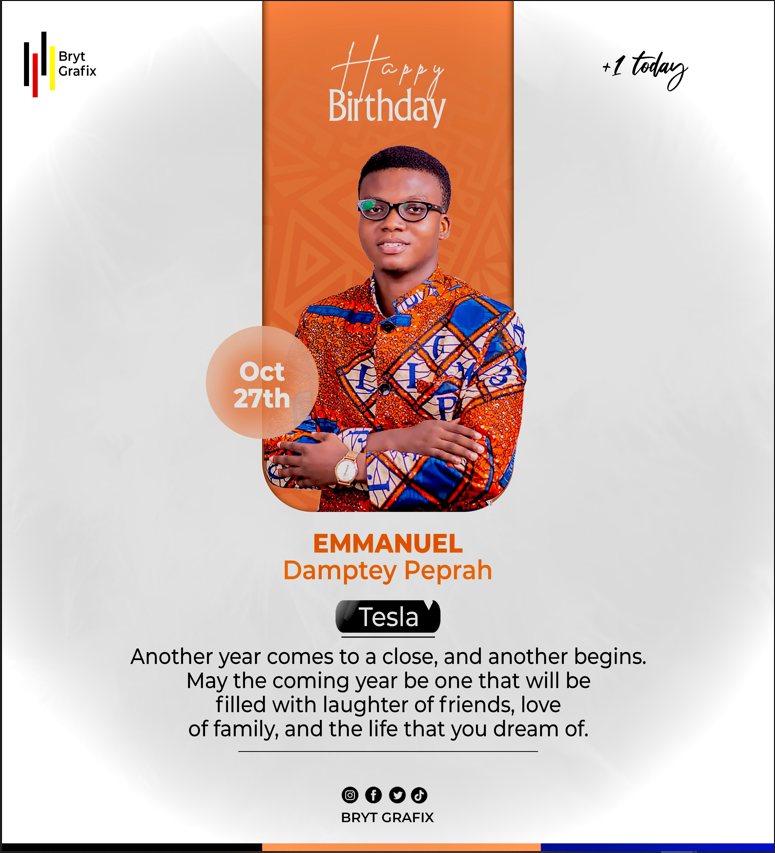 Bryt
Grafix
Happy
Birthday
+1 today
Oct
27th
EMMANUEL
Damptey Peprah
Tesla
Another year comes to a close, and another begins.
May the coming year be one that will be
filled with laughter of friends, love
of family, and the life that you dream of.
BRYT GRAFIX